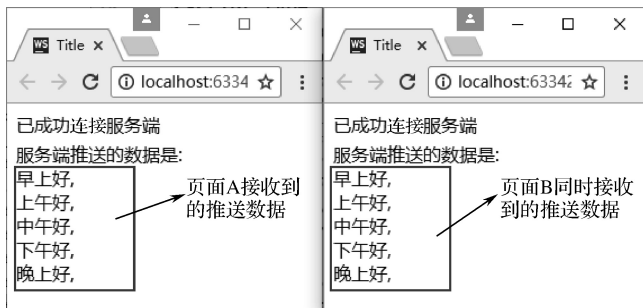 WS Title
localhost:6334
已成功连接服务端
服务端推送的数据是:
早上好,
上午好,
中午好,
下午好,
晚上好,
页面A接收到
的推送数据
WS Title
localhost:63342
已成功连接服务端
服务端推送的数据是:
早上好,
上午好,
中午好,
下午好,
晚上好,
页面B同时接收
到的推送数据